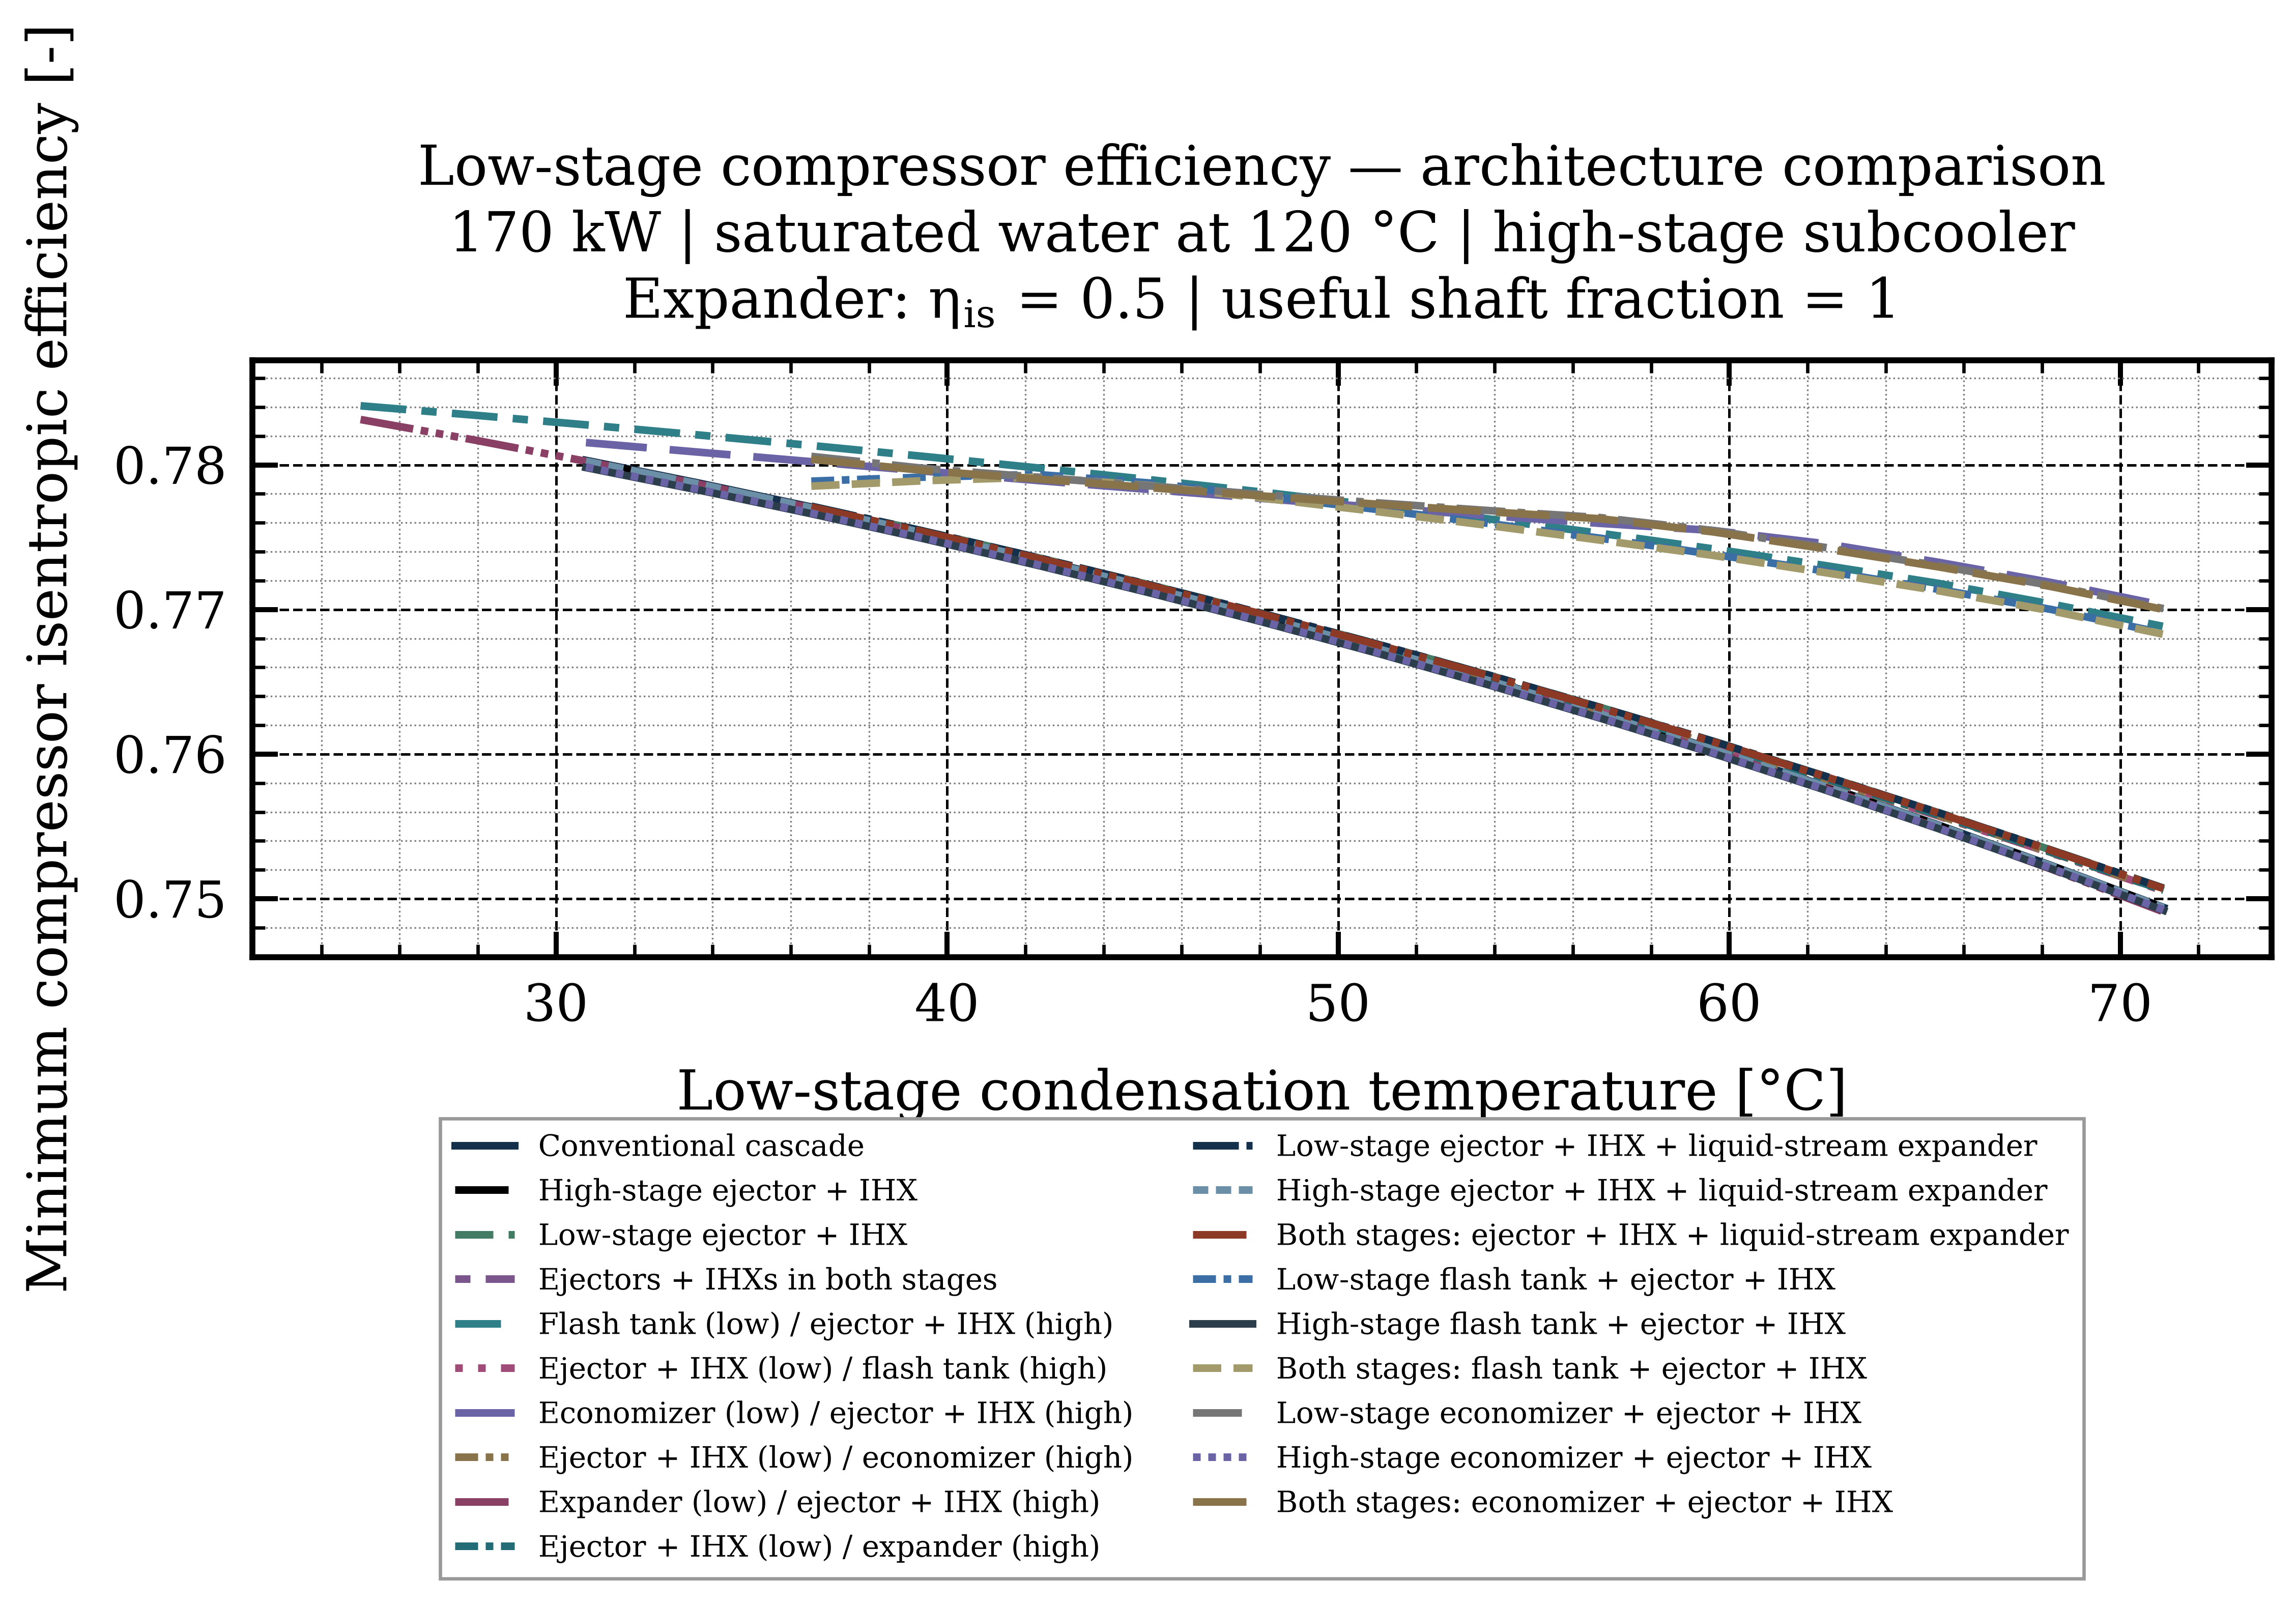 Low-stage compressor efficiency — architecture comparison
170 kW | saturated water at 120 °C | high-stage subcooler
Expander: ηis = 0.5 | useful shaft fraction = 1
Minimum compressor isentropic efficiency [-]
0.78
0.77
0.76
0.75
30 40 50 60 70
Low-stage condensation temperature [°C]
Conventional cascade
High-stage ejector + IHX
Low-stage ejector + IHX
Ejectors + IHXs in both stages
Flash tank (low) / ejector + IHX (high)
Ejector + IHX (low) / flash tank (high)
Economizer (low) / ejector + IHX (high)
Ejector + IHX (low) / economizer (high)
Expander (low) / ejector + IHX (high)
Ejector + IHX (low) / expander (high)
Low-stage ejector + IHX + liquid-stream expander
High-stage ejector + IHX + liquid-stream expander
Both stages: ejector + IHX + liquid-stream expander
Low-stage flash tank + ejector + IHX
High-stage flash tank + ejector + IHX
Both stages: flash tank + ejector + IHX
Low-stage economizer + ejector + IHX
High-stage economizer + ejector + IHX
Both stages: economizer + ejector + IHX